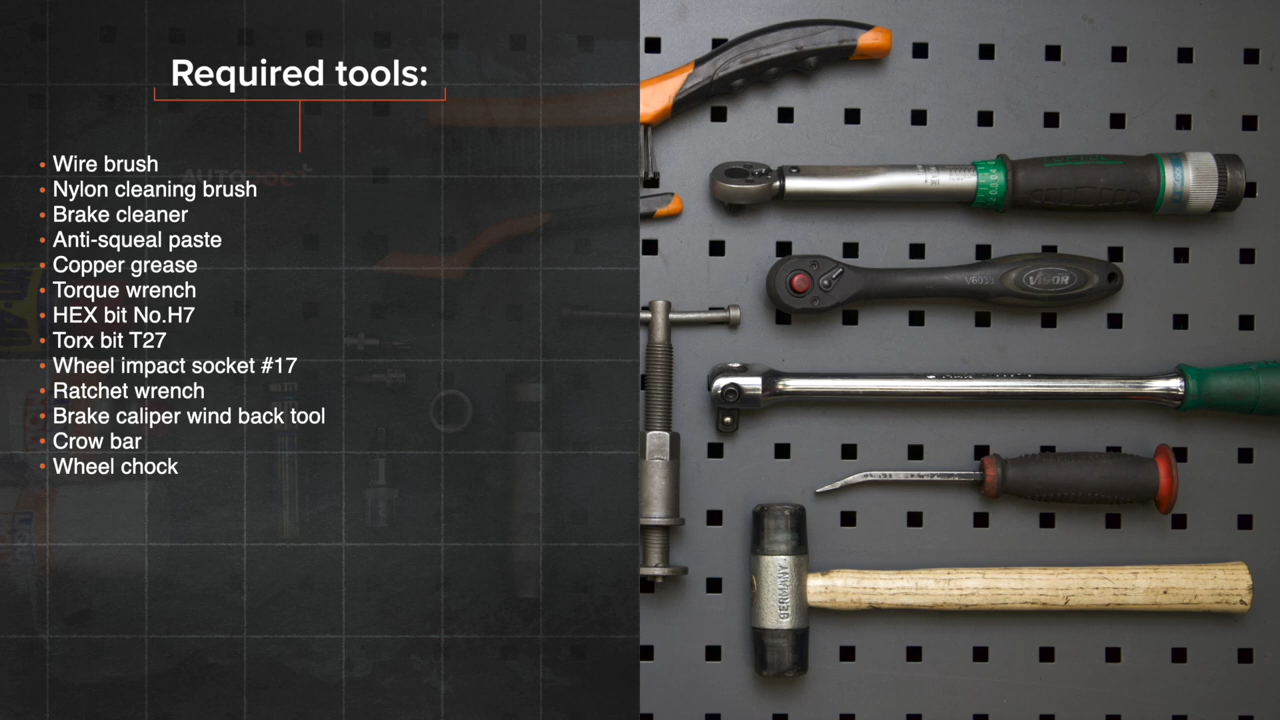 Required tools:
Wire brush
Nylon cleaning brush
Brake cleaner
Anti-squeal paste
Copper grease
Torque wrench
HEX bit No.H7
Torx bit T27
Wheel impact socket #17
Ratchet wrench
Brake caliper wind back tool
Crow bar
Wheel chock
V6033
VIGOR
GERMANY